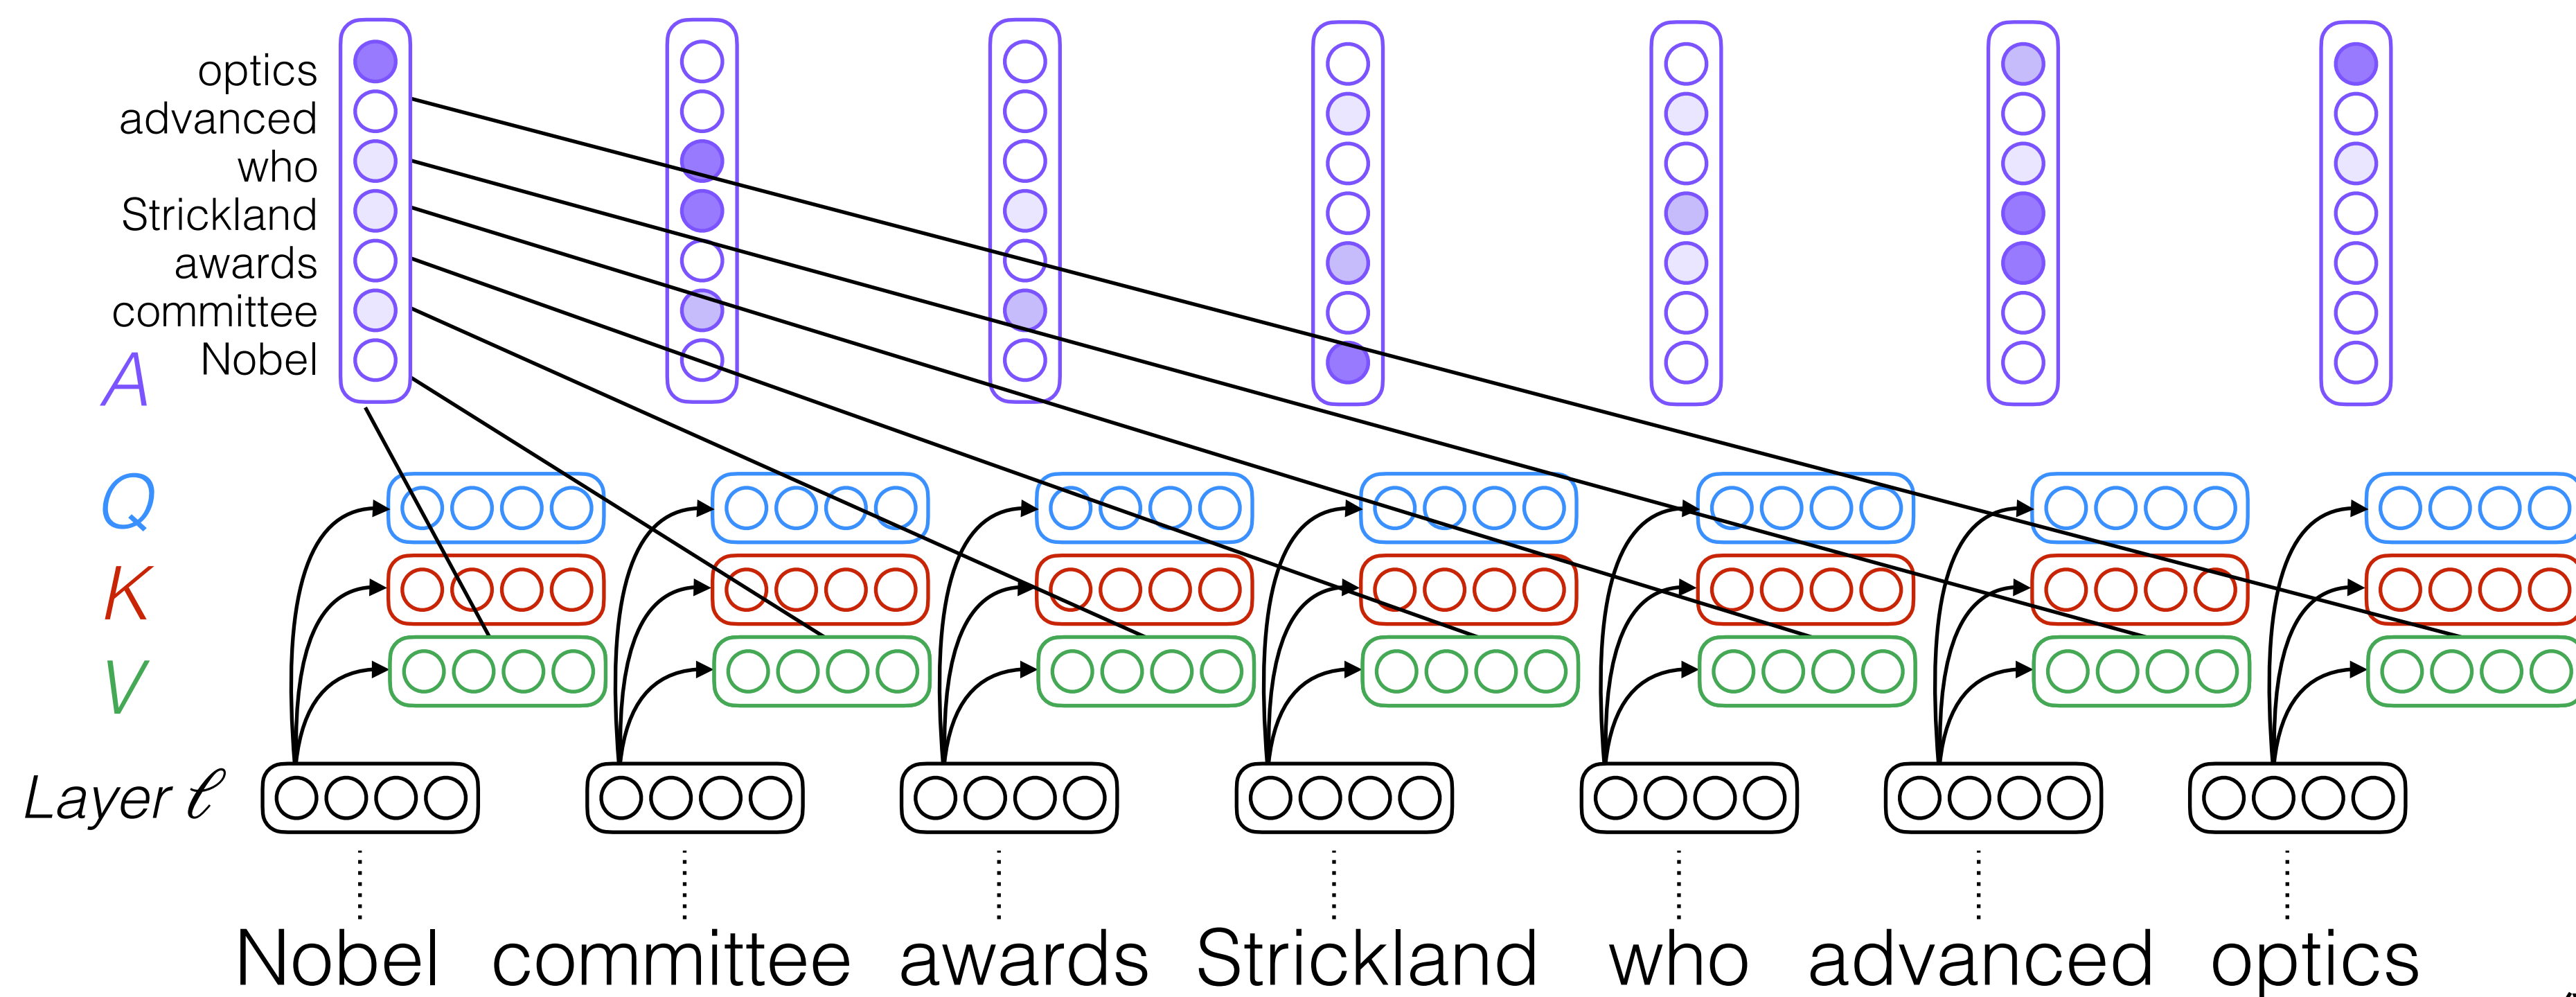 optics
advanced
who
Strickland
awards
committee
Nobel
A
Q
K
V
Layer ℓ
Nobel committee awards Strickland who advanced optics